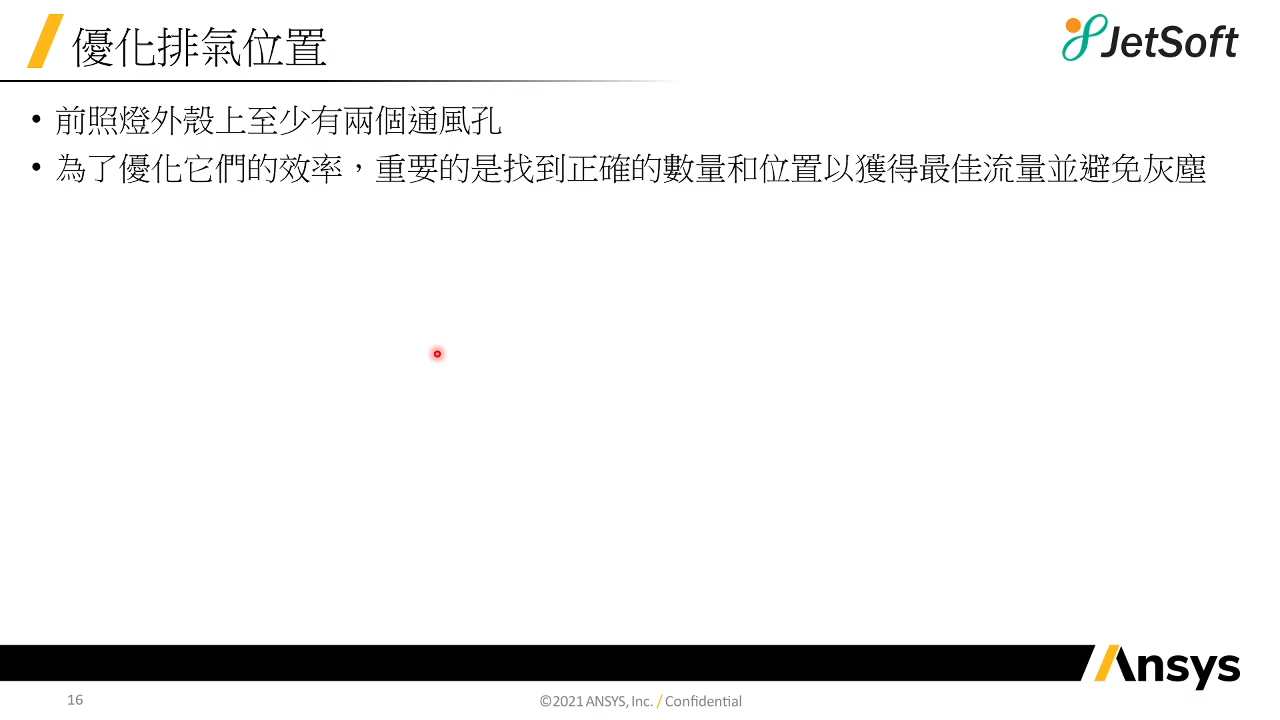 優化排氣位置
JetSoft
• 前照燈外殼上至少有兩個通風孔
• 為了優化它們的效率，重要的是找到正確的數量和位置以獲得最佳流量並避免灰塵
Ansys
16
©2021 ANSYS, Inc. / Confidential